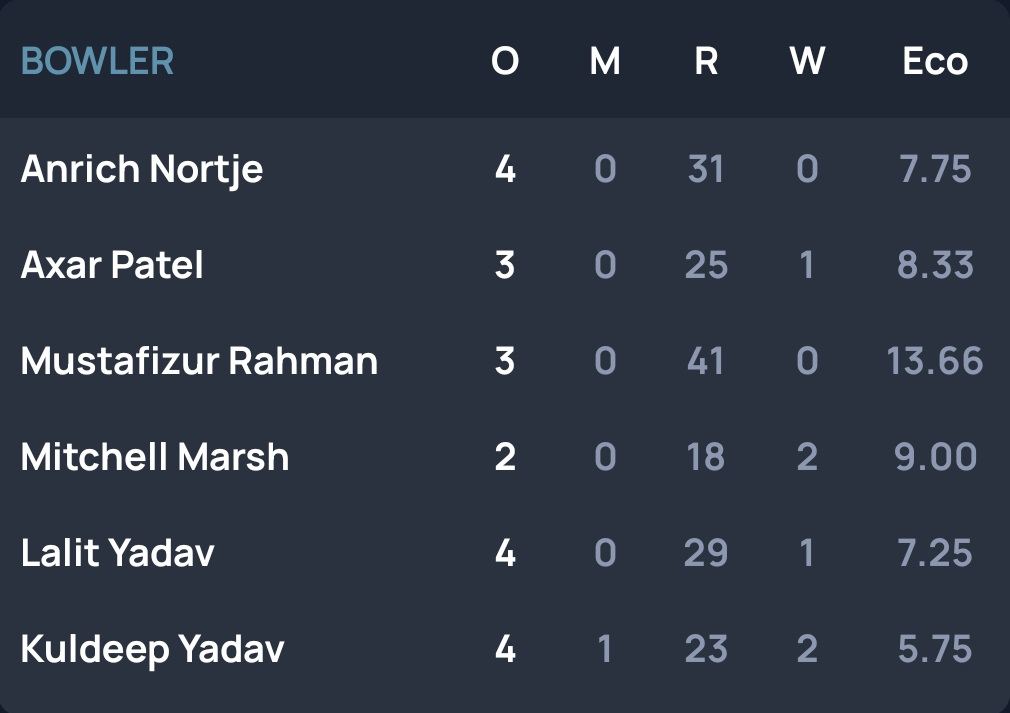 BOWLER O M R W Eco
Anrich Nortje 4 0 31 0 7.75
Axar Patel 3 0 25 1 8.33
Mustafizur Rahman 3 0 41 0 13.66
Mitchell Marsh 2 0 18 2 9.00
Lalit Yadav 4 0 29 1 7.25
Kuldeep Yadav 4 1 23 2 5.75